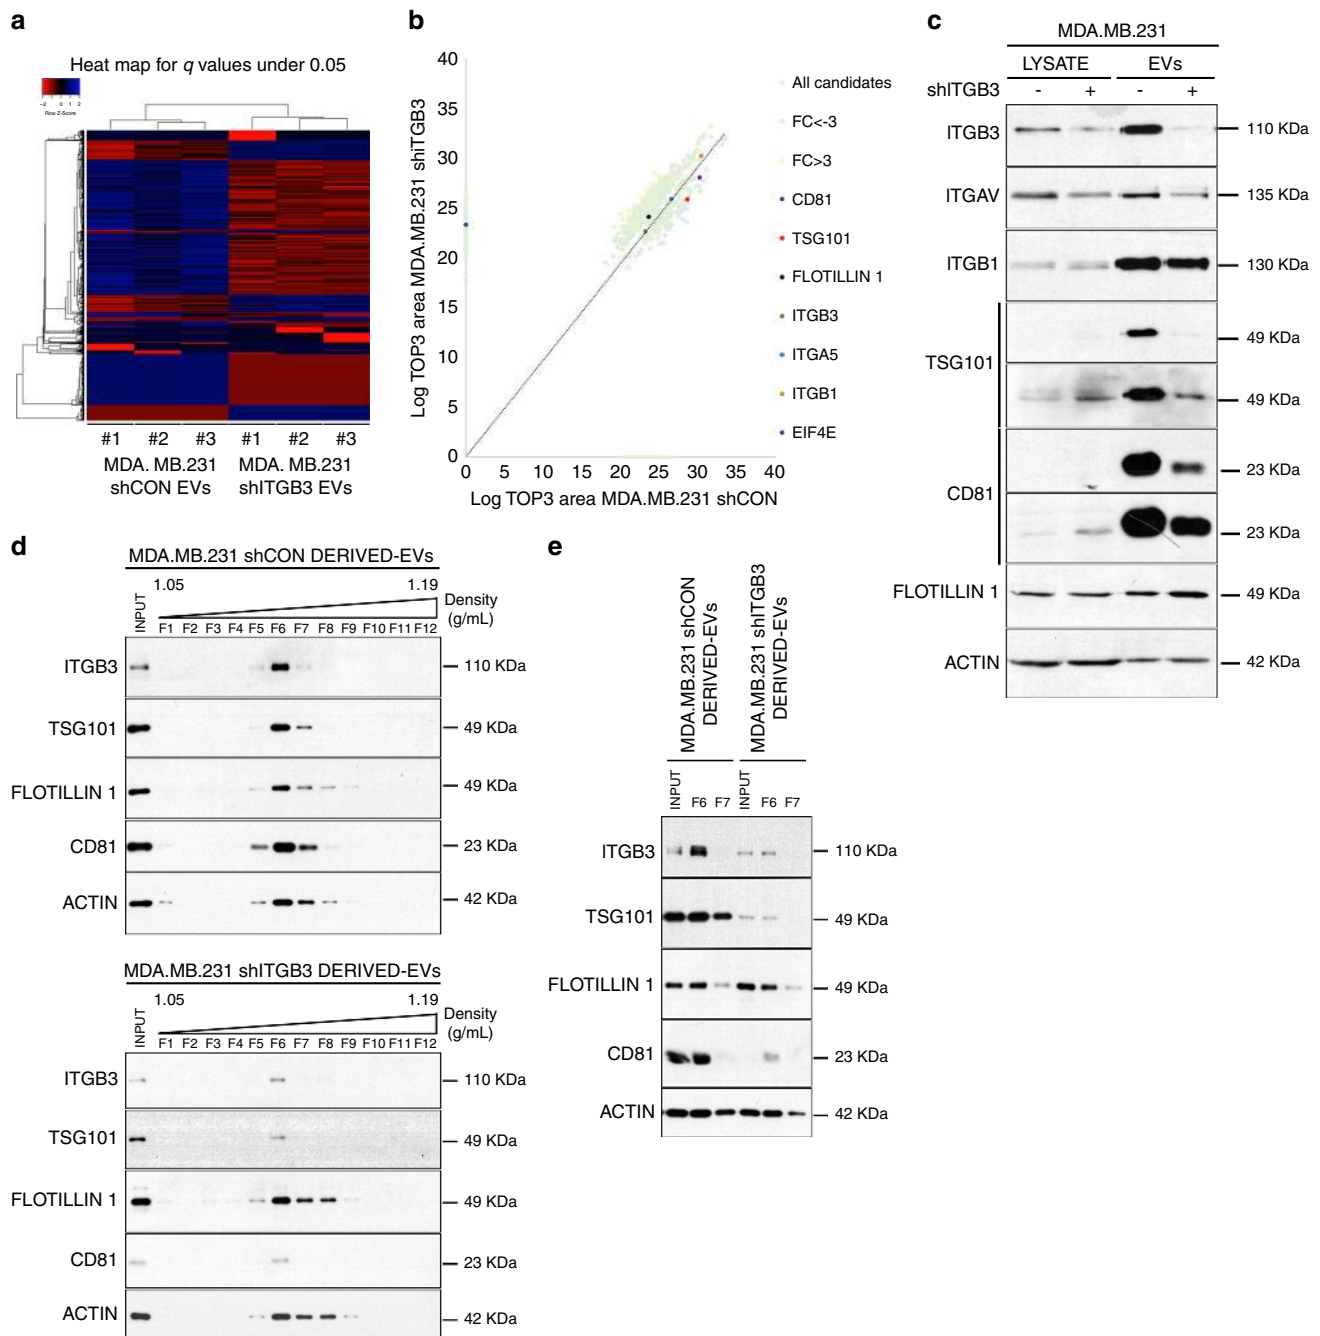 a
Heat map for q values under 0.05
−2 −1 0 1 2
Row Z-Score
#1 #2 #3 #1 #2 #3
MDA. MB.231 shCON EVs
MDA. MB.231 shITGB3 EVs
b
Log TOP3 area MDA.MB.231 shiTGB3
40
35
30
25
20
15
10
5
0
0 5 10 15 20 25 30 35 40
Log TOP3 area MDA.MB.231 shCON
All candidates
FC<-3
FC>3
CD81
TSG101
FLOTILLIN 1
ITGB3
ITGA5
ITGB1
EIF4E
c
MDA.MB.231
LYSATE EVs
shITGB3 - + - +
ITGB3 110 KDa
ITGAV 135 KDa
ITGB1 130 KDa
TSG101
49 KDa
49 KDa
CD81
23 KDa
23 KDa
FLOTILLIN 1 49 KDa
ACTIN 42 KDa
d
MDA.MB.231 shCON DERIVED-EVs
1.05 1.19
Density (g/mL)
INPUT F1 F2 F3 F4 F5 F6 F7 F8 F9 F10 F11 F12
ITGB3 110 KDa
TSG101 49 KDa
FLOTILLIN 1 49 KDa
CD81 23 KDa
ACTIN 42 KDa
MDA.MB.231 shITGB3 DERIVED-EVs
1.05 1.19
Density (g/mL)
INPUT F1 F2 F3 F4 F5 F6 F7 F8 F9 F10 F11 F12
ITGB3 110 KDa
TSG101 49 KDa
FLOTILLIN 1 49 KDa
CD81 23 KDa
ACTIN 42 KDa
e
MDA.MB.231 shCON DERIVED-EVs
MDA.MB.231 shITGB3 DERIVED-EVs
INPUT F6 F7 INPUT F6 F7
ITGB3 110 KDa
TSG101 49 KDa
FLOTILLIN 1 49 KDa
CD81 23 KDa
ACTIN 42 KDa